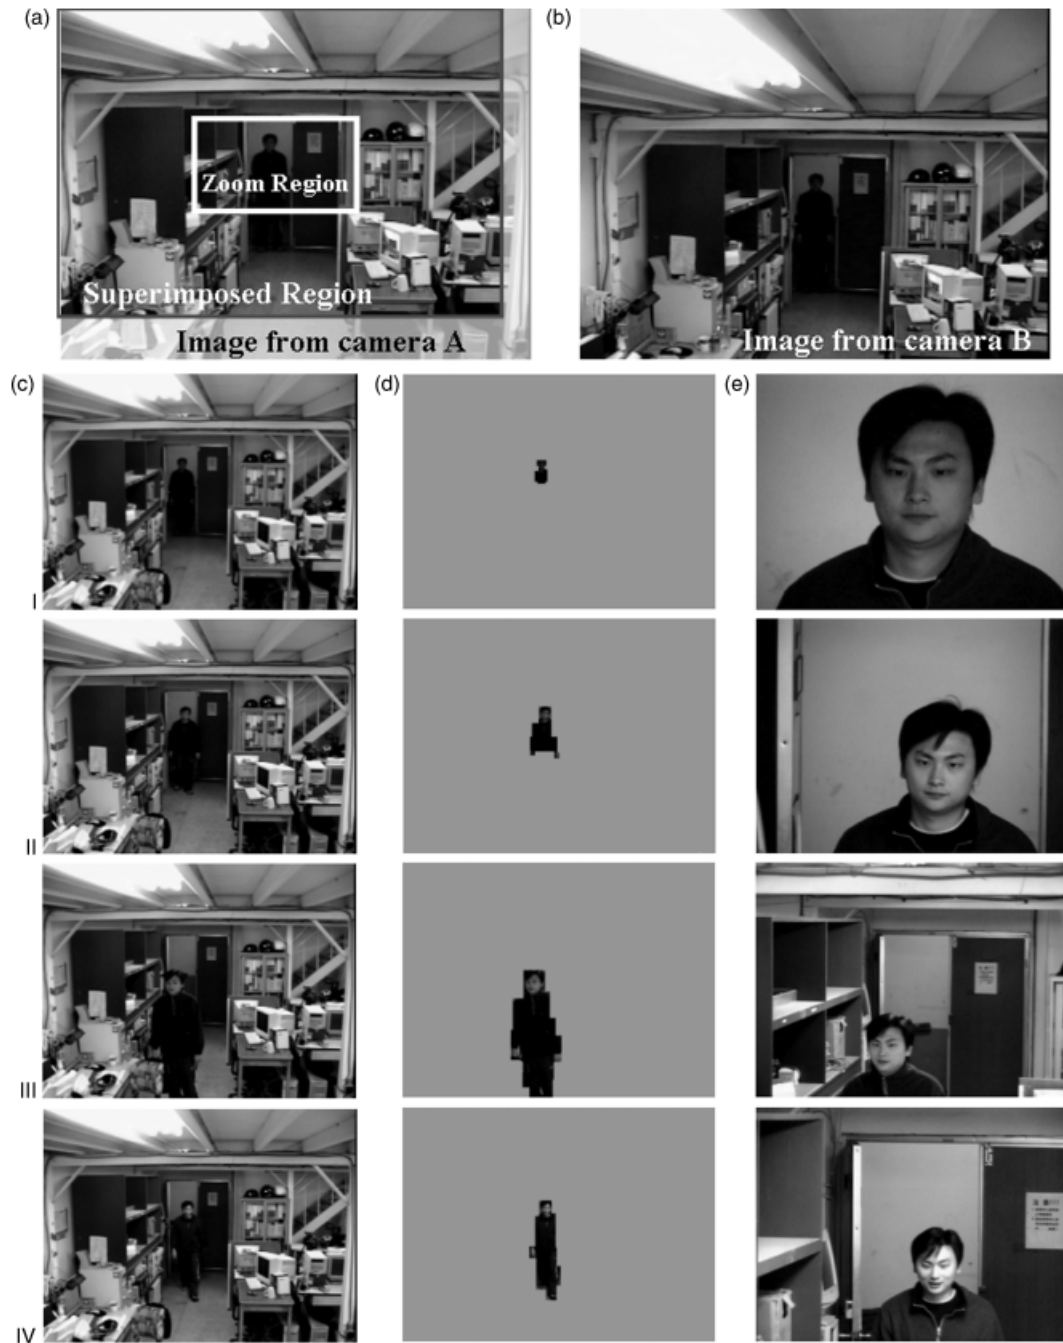 (a)
(b)
Zoom Region
Superimposed Region
Image from camera A
Image from camera B
(c)
(d)
(e)
I
II
III
IV